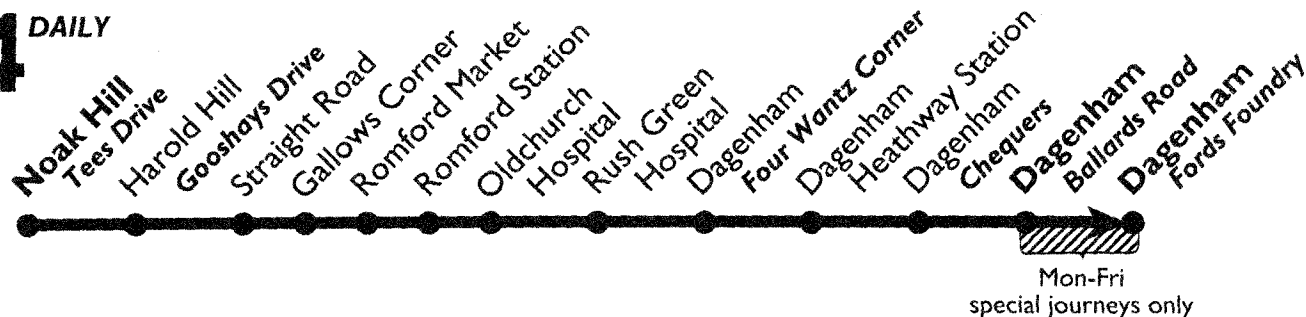 4 DAILY
Noak Hill
Tees Drive
Harold Hill
Gooshays Drive
Straight Road
Gallows Corner
Romford Market
Romford Station
Oldchurch
Hospital
Rush Green
Hospital
Dagenham
Four Wantz Corner
Dagenham
Heathway Station
Dagenham
Chequers
Dagenham
Ballards Road
Dagenham
Fords Foundry
Mon-Fri
special journeys only